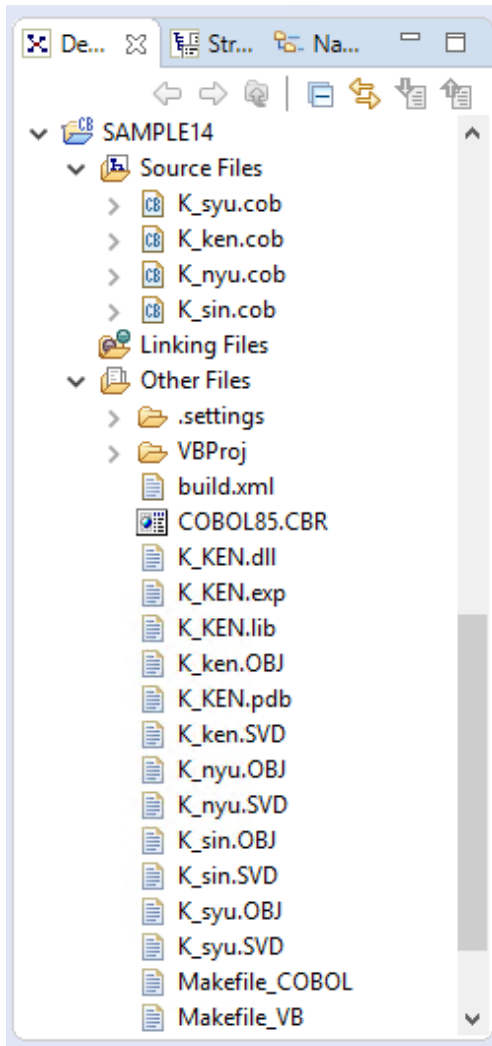 De... Str... Na...
SAMPLE14
Source Files
K_syu.cob
K_ken.cob
K_nyu.cob
K_sin.cob
Linking Files
Other Files
.settings
VBProj
build.xml
COBOL85.CBR
K_KEN.dll
K_KEN.exp
K_KEN.lib
K_ken.OBJ
K_KEN.pdb
K_ken.SVD
K_nyu.OBJ
K_nyu.SVD
K_sin.OBJ
K_sin.SVD
K_syu.OBJ
K_syu.SVD
Makefile_COBOL
Makefile_VB